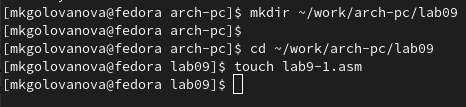 [mkgolovanova@fedora arch-pc]$ mkdir ~/work/arch-pc/lab09
[mkgolovanova@fedora arch-pc]$
[mkgolovanova@fedora arch-pc]$ cd ~/work/arch-pc/lab09
[mkgolovanova@fedora lab09]$ touch lab9-1.asm
[mkgolovanova@fedora lab09]$